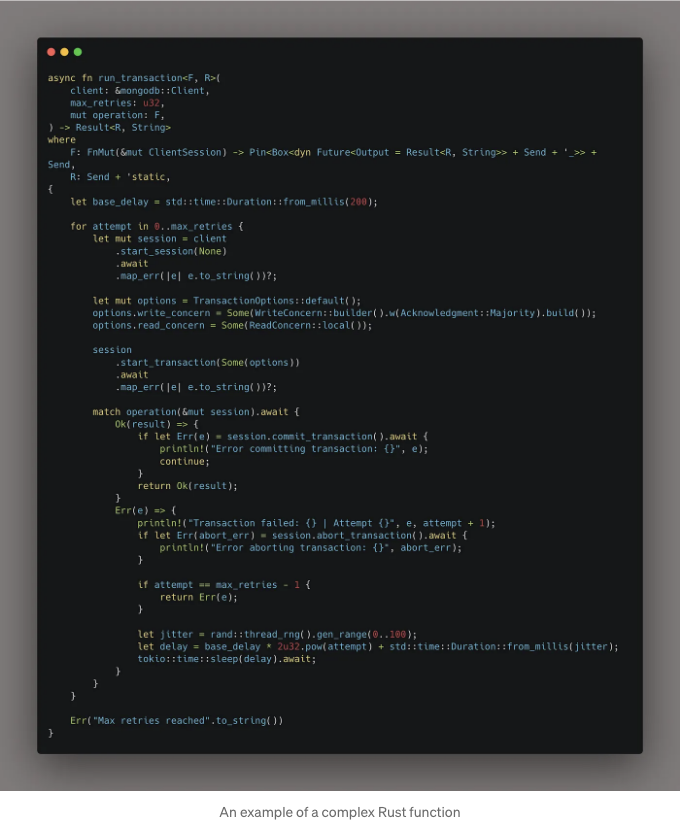 async fn run_transaction<F, R>(
    client: &mongodb::Client,
    max_retries: u32,
    mut operation: F,
) -> Result<R, String>
where
    F: FnMut(&mut ClientSession) -> Pin<Box<dyn Future<Output = Result<R, String>> + Send + '_>> +
Send,
    R: Send + 'static,
{
    let base_delay = std::time::Duration::from_millis(200);
    for attempt in 0..max_retries {
        let mut session = client
            .start_session(None)
            .await
            .map_err(|e| e.to_string())?;
        let mut options = TransactionOptions::default();
        options.write_concern = Some(WriteConcern::builder().w(Acknowledgment::Majority).build());
        options.read_concern = Some(ReadConcern::local());
        session
            .start_transaction(Some(options))
            .await
            .map_err(|e| e.to_string())?;
        match operation(&mut session).await {
            Ok(result) => {
                if let Err(e) = session.commit_transaction().await {
                    println!("Error committing transaction: {}", e);
                    continue;
                }
                return Ok(result);
            }
            Err(e) => {
                println!("Transaction failed: {} | Attempt {}", e, attempt + 1);
                if let Err(abort_err) = session.abort_transaction().await {
                    println!("Error aborting transaction: {}", abort_err);
                }
                if attempt == max_retries - 1 {
                    return Err(e);
                }
                let jitter = rand::thread_rng().gen_range(0..100);
                let delay = base_delay * 2u32.pow(attempt) + std::time::Duration::from_millis(jitter);
                tokio::time::sleep(delay).await;
            }
        }
    }
    Err("Max retries reached".to_string())
}
An example of a complex Rust function